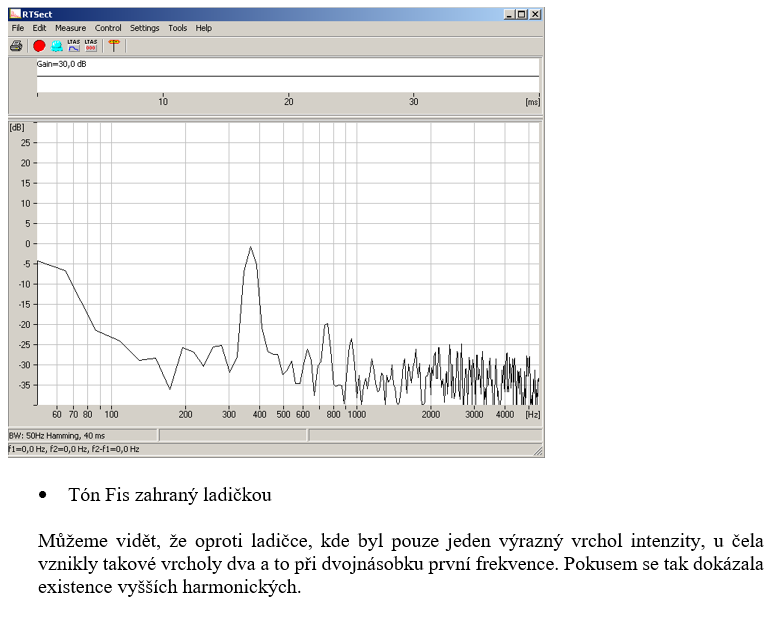 RTSect
File Edit Measure Control Settings Tools Help
LTAS LTAS
Gain=30,0 dB
10 20 30 [ms]
[dB]
25
20
15
10
5
0
-5
-10
-15
-20
-25
-30
-35
60 70 80 100 200 300 400 500 600 800 1000 2000 3000 4000 [Hz]
BW: 50Hz Hamming, 40 ms
f1=0,0 Hz, f2=0,0 Hz, f2-f1=0,0 Hz
• Tón Fis zahraný ladičkou
Můžeme vidět, že oproti ladičce, kde byl pouze jeden výrazný vrchol intenzity, u čela
vznikly takové vrcholy dva a to při dvojnásobku první frekvence. Pokusem se tak dokázala
existence vyšších harmonických.